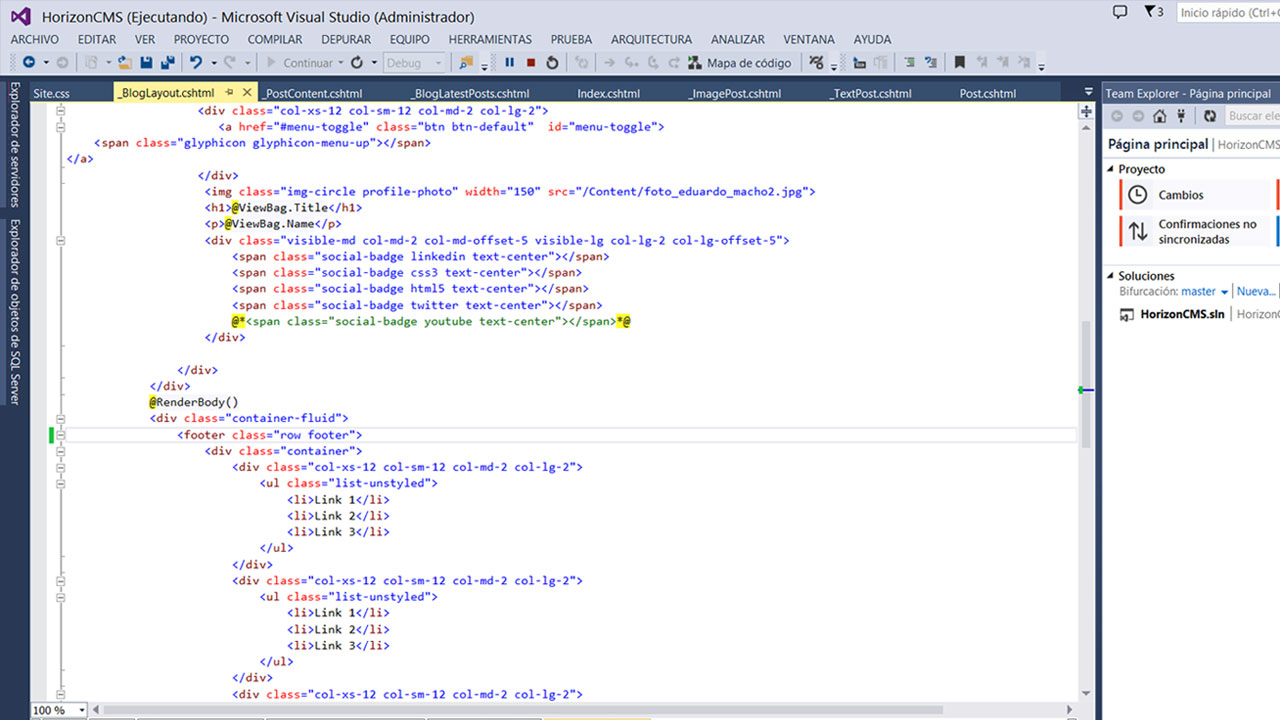 HorizonCMS (Ejecutando) - Microsoft Visual Studio (Administrador)
3
Inicio rápido (Ctrl+
ARCHIVO EDITAR VER PROYECTO COMPILAR DEPURAR EQUIPO HERRAMIENTAS PRUEBA ARQUITECTURA ANALIZAR VENTANA AYUDA
Continuar Debug Mapa de código
Explorador de servidores
Explorador de objetos de SQL Server
Site.css _BlogLayout.cshtml _PostContent.cshtml _BlogLatestPosts.cshtml Index.cshtml _ImagePost.cshtml _TextPost.cshtml Post.cshtml
<div class="col-xs-12 col-sm-12 col-md-2 col-lg-2">
<a href="#menu-toggle" class="btn btn-default"  id="menu-toggle">
<span class="glyphicon glyphicon-menu-up"></span>
</a>
</div>
<img class="img-circle profile-photo" width="150" src="/Content/foto_eduardo_macho2.jpg">
<h1>@ViewBag.Title</h1>
<p>@ViewBag.Name</p>
<div class="visible-md col-md-2 col-md-offset-5 visible-lg col-lg-2 col-lg-offset-5">
<span class="social-badge linkedin text-center"></span>
<span class="social-badge css3 text-center"></span>
<span class="social-badge html5 text-center"></span>
<span class="social-badge twitter text-center"></span>
@*<span class="social-badge youtube text-center"></span>*@
</div>
</div>
</div>
@RenderBody()
<div class="container-fluid">
<footer class="row footer">
<div class="container">
<div class="col-xs-12 col-sm-12 col-md-2 col-lg-2">
<ul class="list-unstyled">
<li>Link 1</li>
<li>Link 2</li>
<li>Link 3</li>
</ul>
</div>
<div class="col-xs-12 col-sm-12 col-md-2 col-lg-2">
<ul class="list-unstyled">
<li>Link 1</li>
<li>Link 2</li>
<li>Link 3</li>
</ul>
</div>
<div class="col-xs-12 col-sm-12 col-md-2 col-lg-2">
100 %
Team Explorer - Página principal
Buscar ele
Página principal | HorizonCMS
Proyecto
Cambios
Confirmaciones no
sincronizadas
Soluciones
Bifurcación: master | Nueva... |
HorizonCMS.sln | HorizonC